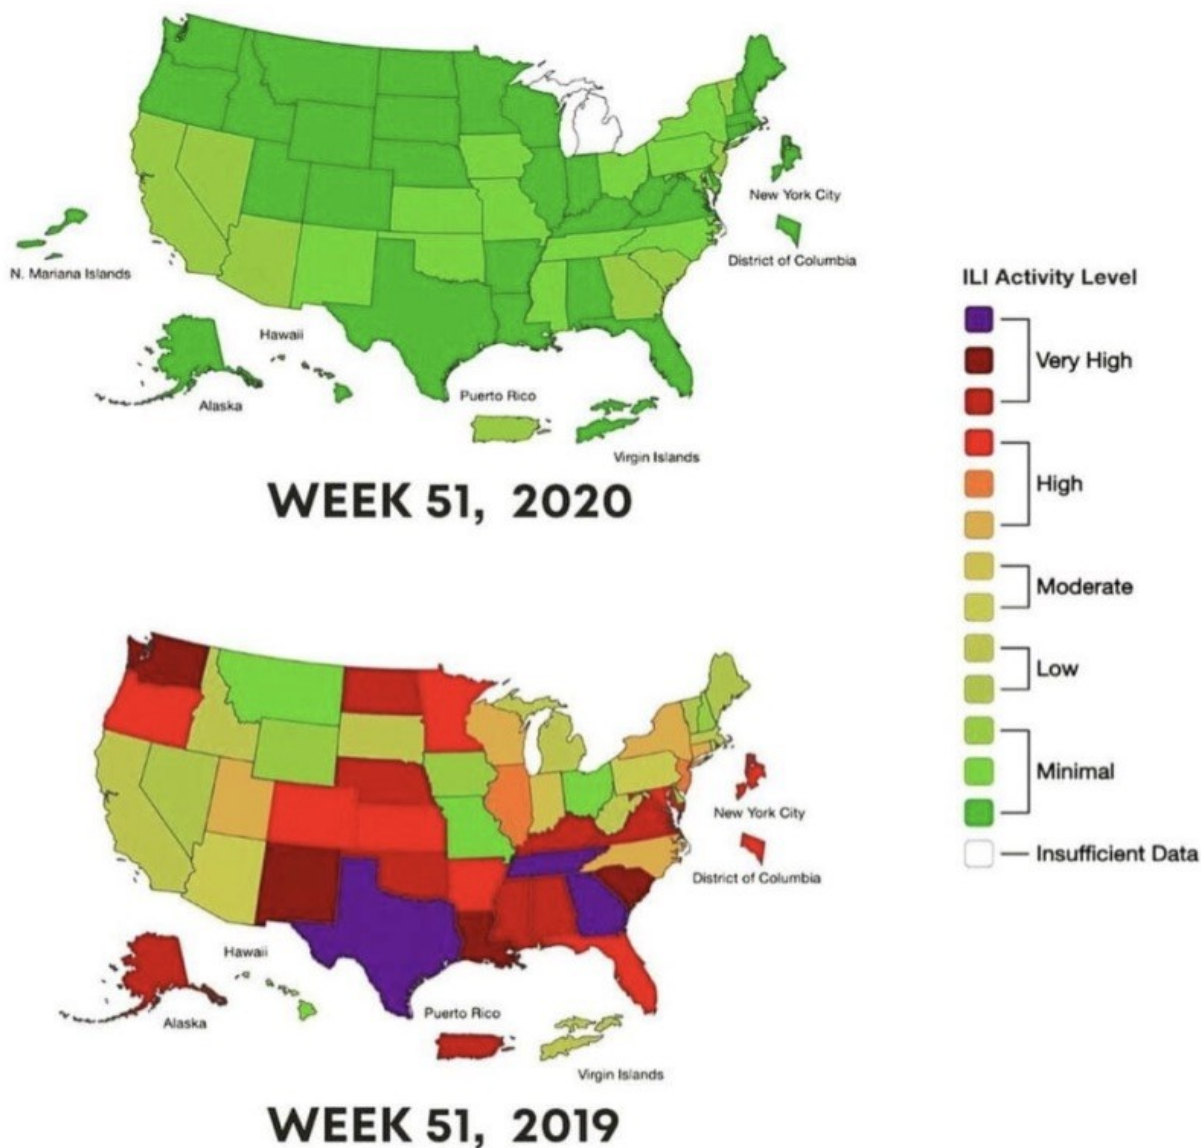 New York City
N. Mariana Islands
District of Columbia
Hawaii
Alaska
Puerto Rico
Virgin Islands
WEEK 51, 2020
ILI Activity Level
Very High
High
Moderate
Low
Minimal
Insufficient Data
New York City
District of Columbia
Hawaii
Alaska
Puerto Rico
Virgin Islands
WEEK 51, 2019